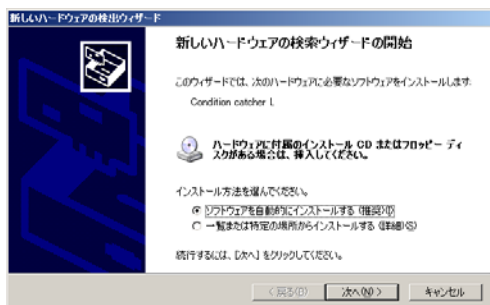 新しいハードウェアの検出ウィザード
新しいハードウェアの検索ウィザードの開始
このウィザードでは、次のハードウェアに必要なソフトウェアをインストールします:
Condition catcher L
ハードウェアに付属のインストール CD またはフロッピー ディ
スクがある場合は、挿入してください。
インストール方法を選んでください。
ソフトウェアを自動的にインストールする (推奨)(I)
一覧または特定の場所からインストールする (詳細)(S)
続行するには、[次へ] をクリックしてください。
< 戻る(B) 次へ(N) > キャンセル